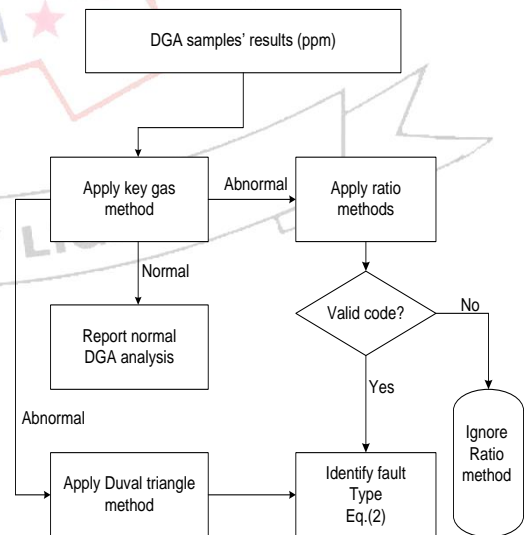 DGA samples' results (ppm)
Apply key gas
method
Abnormal
Apply ratio
methods
Normal
Report normal
DGA analysis
Valid code?
No
Yes
Abnormal
Apply Duval triangle
method
Identify fault
Type
Eq.(2)
Ignore
Ratio
method